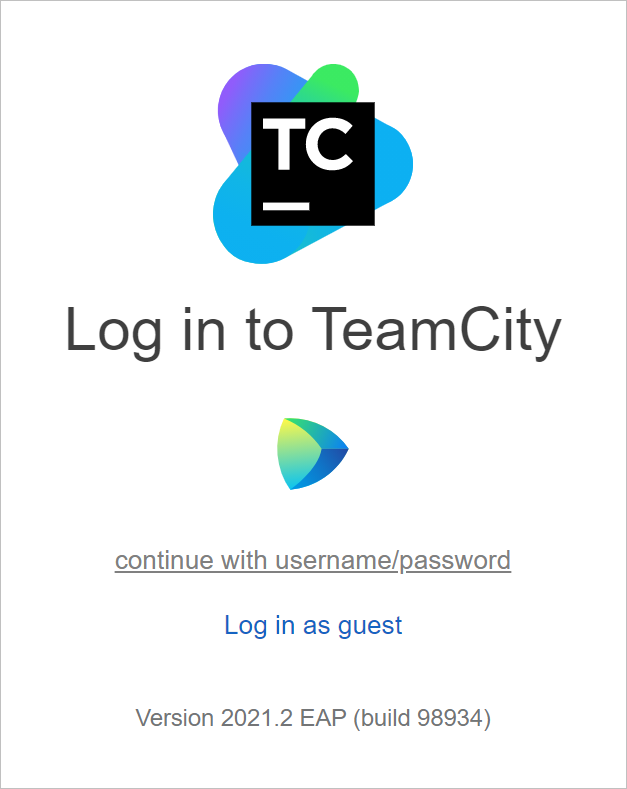 TC
Log in to TeamCity
continue with username/password
Log in as guest
Version 2021.2 EAP (build 98934)